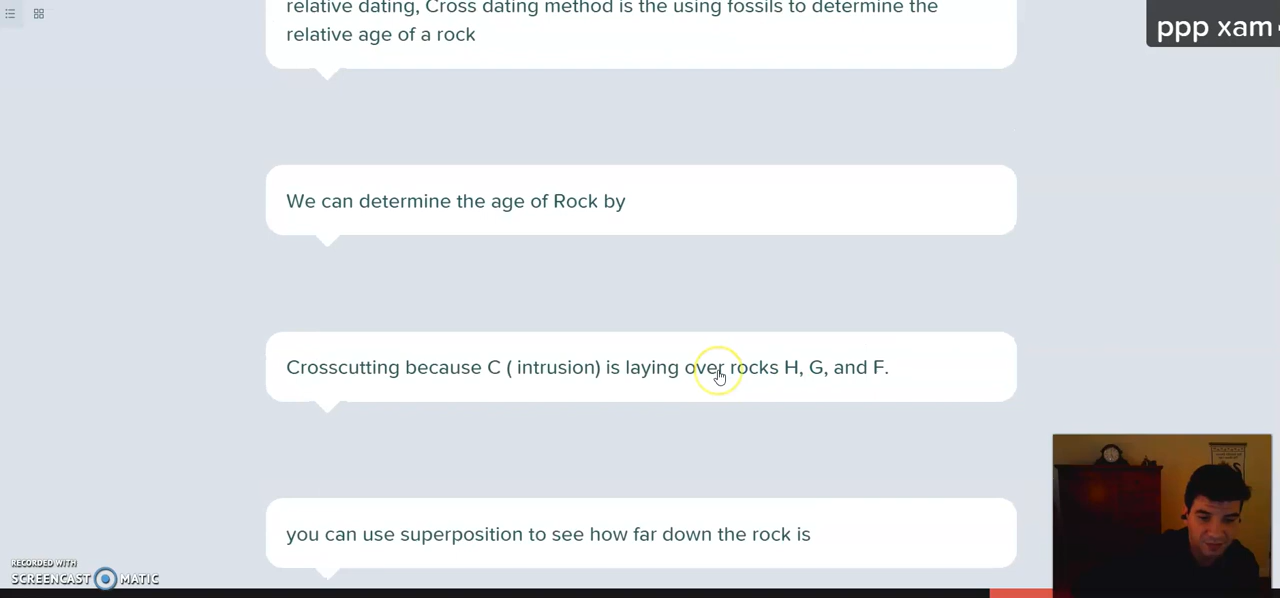 relative dating, Cross dating method is the using fossils to determine the
relative age of a rock
ppp xam
We can determine the age of Rock by
Crosscutting because C ( intrusion) is laying over rocks H, G, and F.
you can use superposition to see how far down the rock is
RECORDED WITH
SCREENCAST MATIC